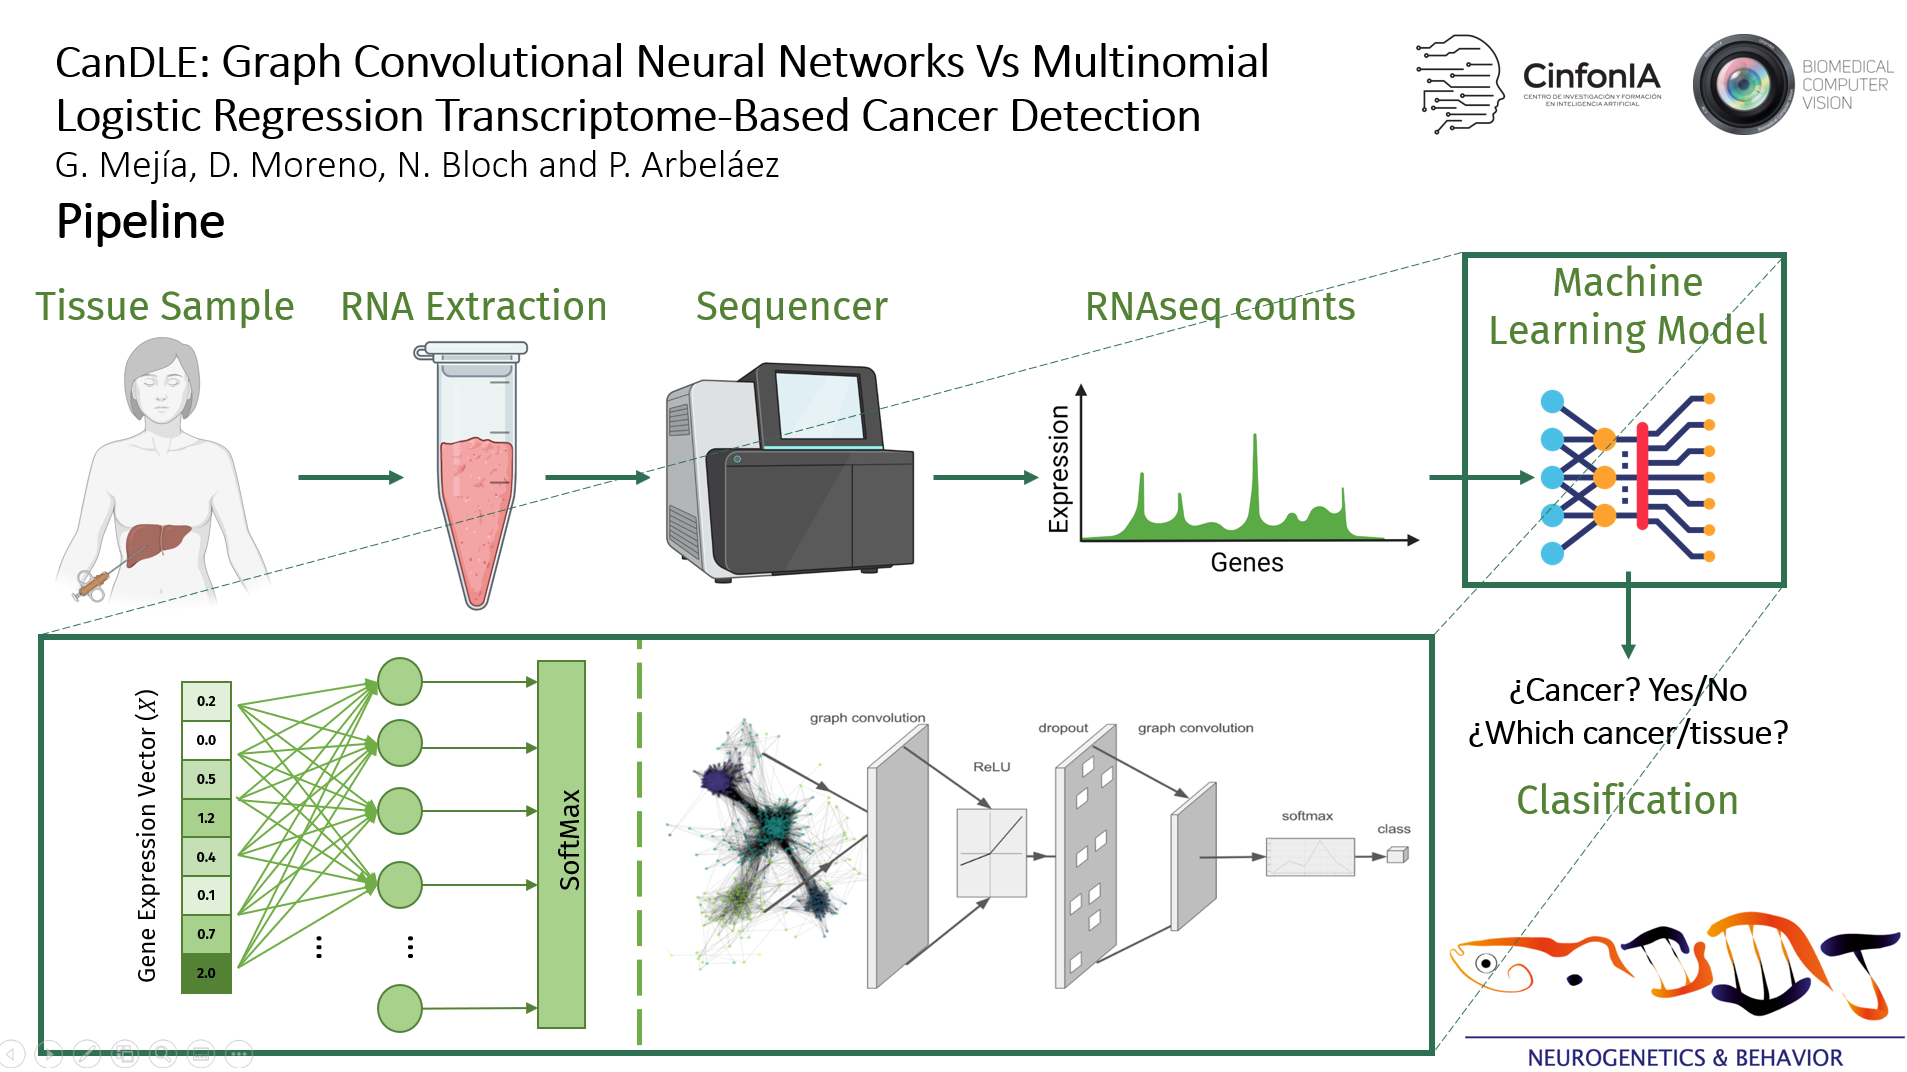 CanDLE: Graph Convolutional Neural Networks Vs Multinomial
Logistic Regression Transcriptome-Based Cancer Detection
G. Mejía, D. Moreno, N. Bloch and P. Arbeláez
Pipeline
CinfonIA
CENTRO DE INVESTIGACIÓN Y FORMACIÓN
EN INTELIGENCIA ARTIFICIAL
BIOMEDICAL
COMPUTER
VISION
Tissue Sample
RNA Extraction
Sequencer
RNAseq counts
Machine
Learning Model
Expression
Genes
¿Cancer? Yes/No
¿Which cancer/tissue?
Clasification
Gene Expression Vector (X)
0.2
0.0
0.5
1.2
0.4
0.1
0.7
2.0
SoftMax
graph convolution
ReLU
dropout
graph convolution
softmax
class
NEUROGENETICS & BEHAVIOR